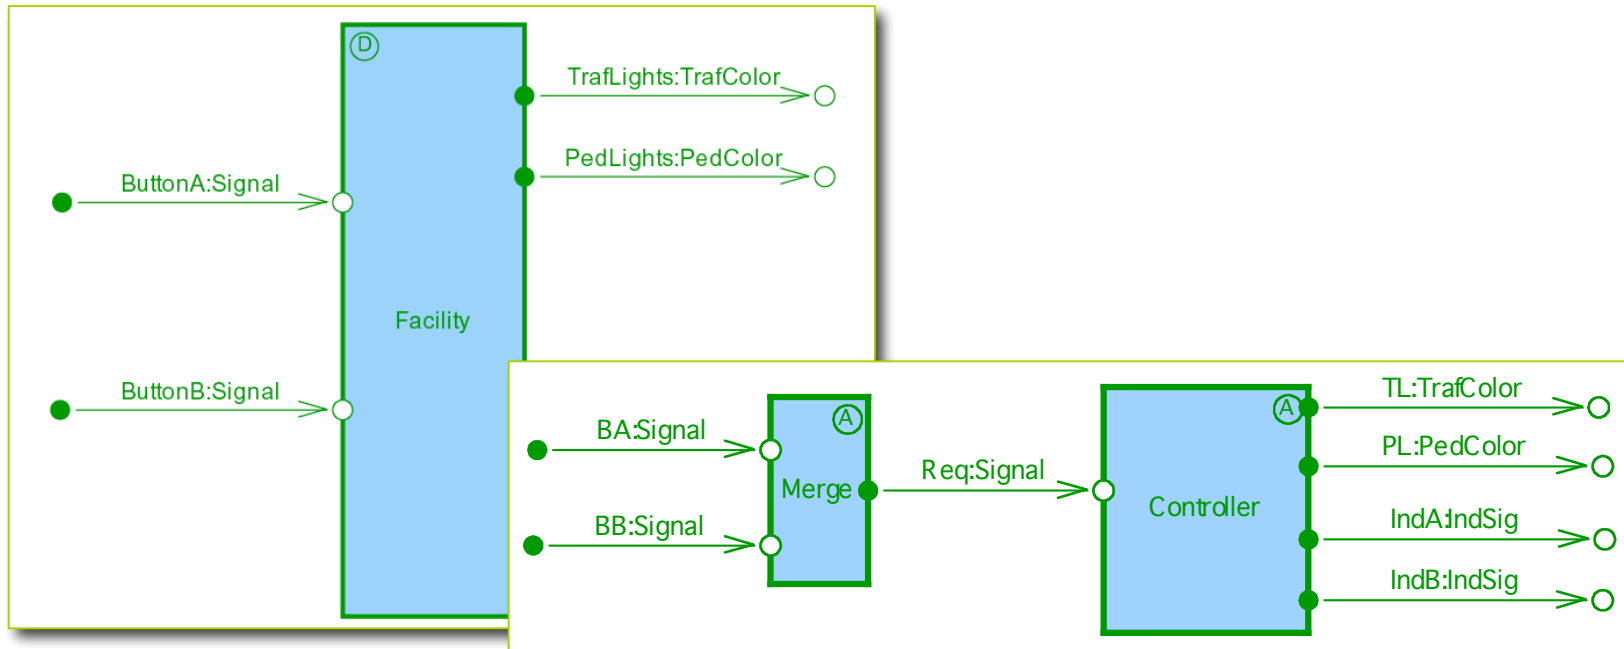 D
TrafLights:TrafColor
PedLights:PedColor
ButtonA:Signal
Facility
ButtonB:Signal
A
BA:Signal
Merge
BB:Signal
Req:Signal
A
Controller
TL:TrafColor
PL:PedColor
IndA:IndSig
IndB:IndSig